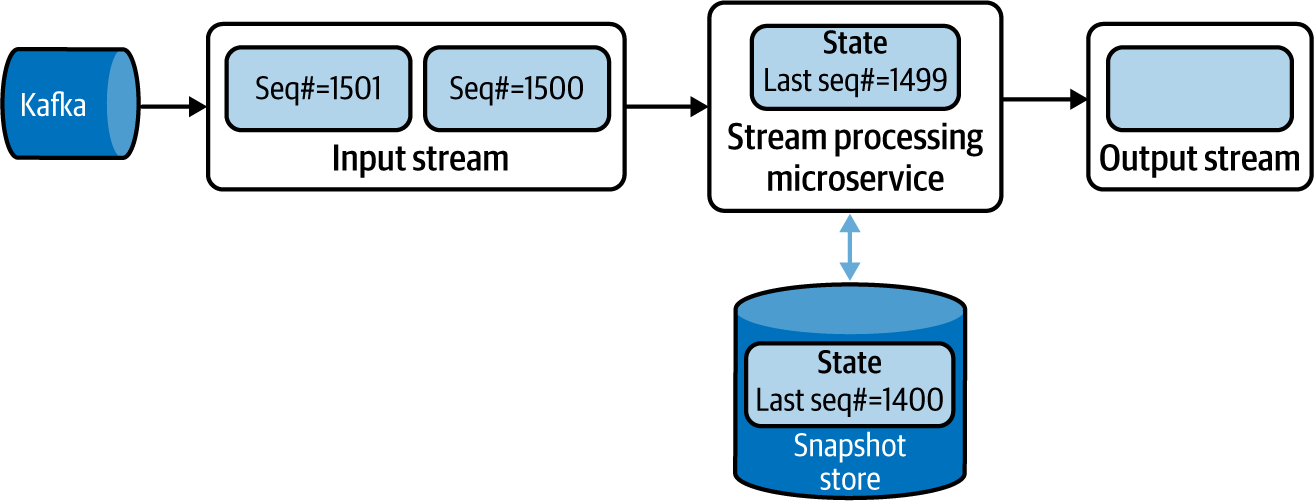 Kafka
Seq#=1501
Seq#=1500
Input stream
State
Last seq#=1499
Stream processing
microservice
Output stream
State
Last seq#=1400
Snapshot
store